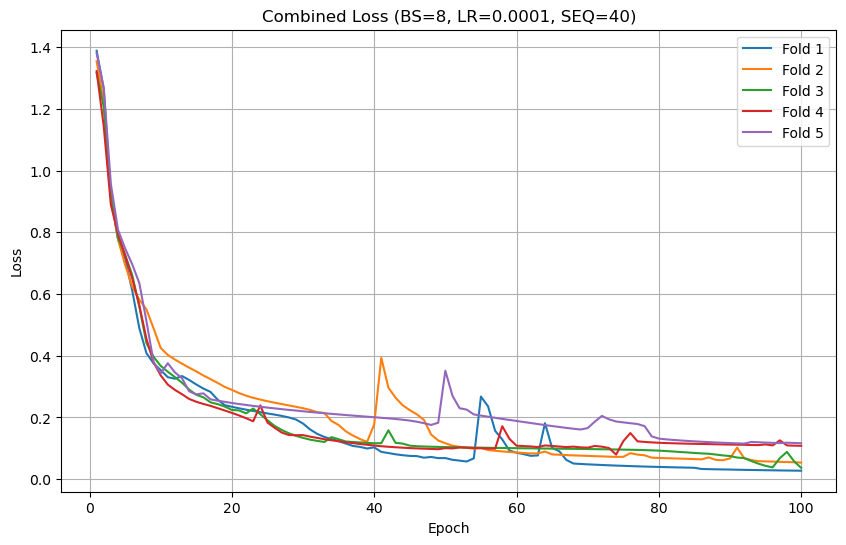 Combined Loss (BS=8, LR=0.0001, SEQ=40)
Fold 1
Fold 2
Fold 3
Fold 4
Fold 5
Loss
1.4
1.2
1.0
0.8
0.6
0.4
0.2
0.0
0 20 40 60 80 100
Epoch